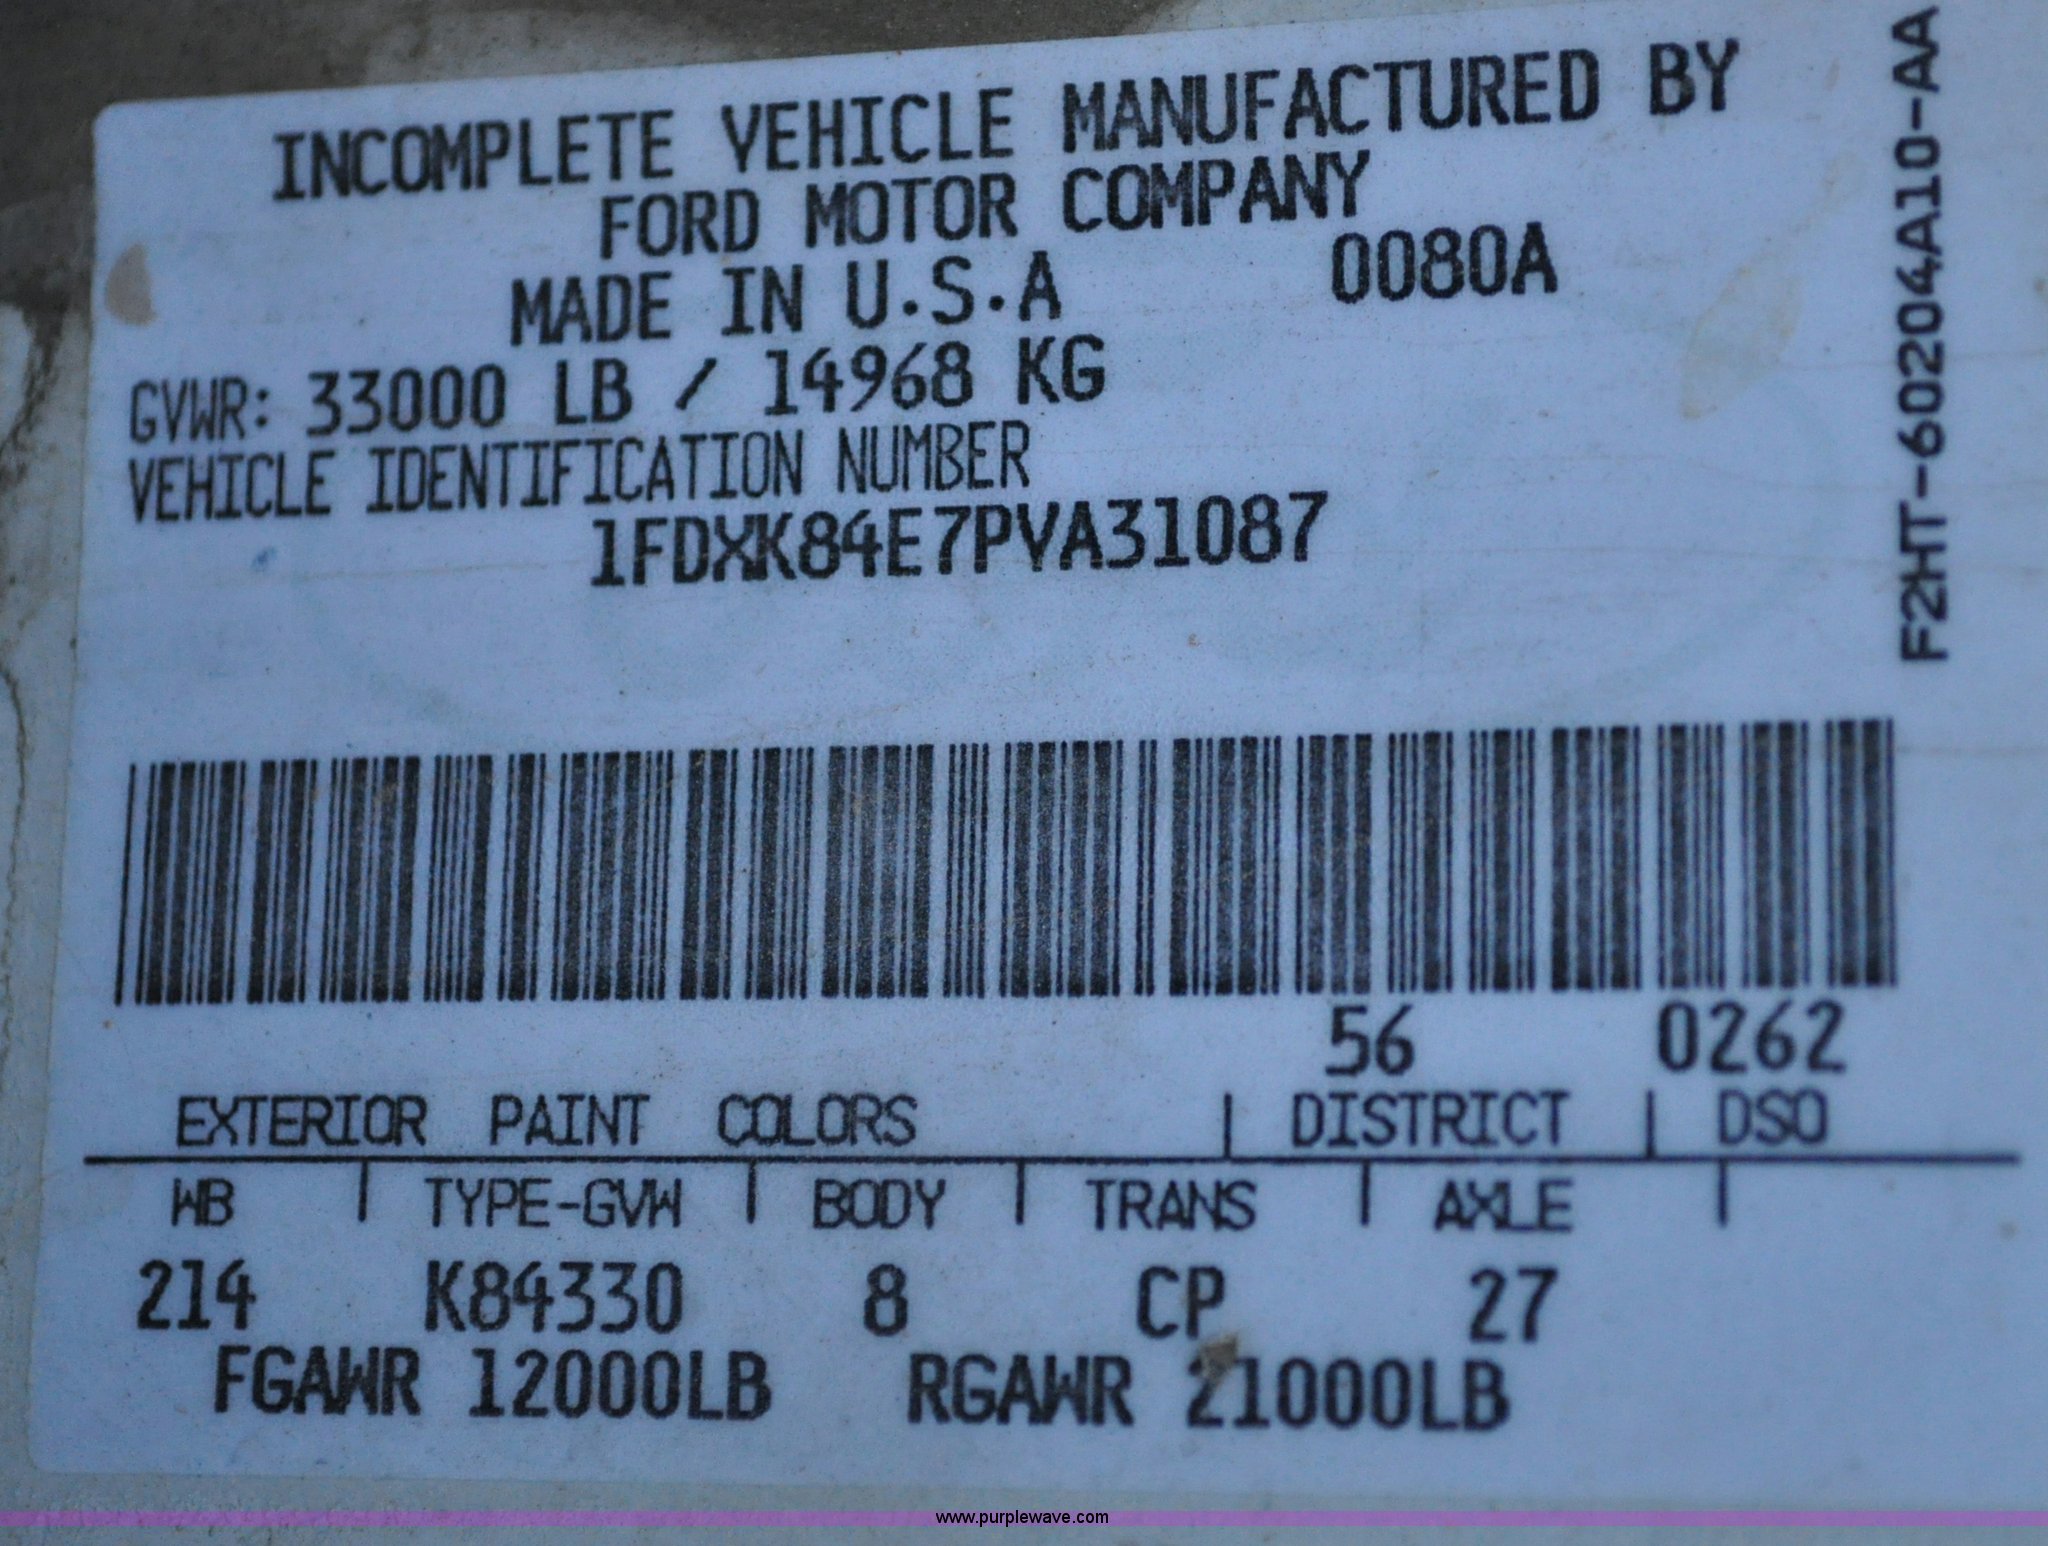 INCOMPLETE VEHICLE MANUFACTURED BY
FORD MOTOR COMPANY
MADE IN U.S.A 0080A
GVWR: 33000 LB / 14968 KG
VEHICLE IDENTIFICATION NUMBER
1FDXK84E7PVA31087
F2HT-60204A10-AA
56 0262
EXTERIOR PAINT COLORS | DISTRICT | DSO
WB | TYPE-GVW | BODY | TRANS | AXLE |
214 K84330 8 CP 27
FGAWR 12000LB RGAWR 21000LB
www.purplewave.com